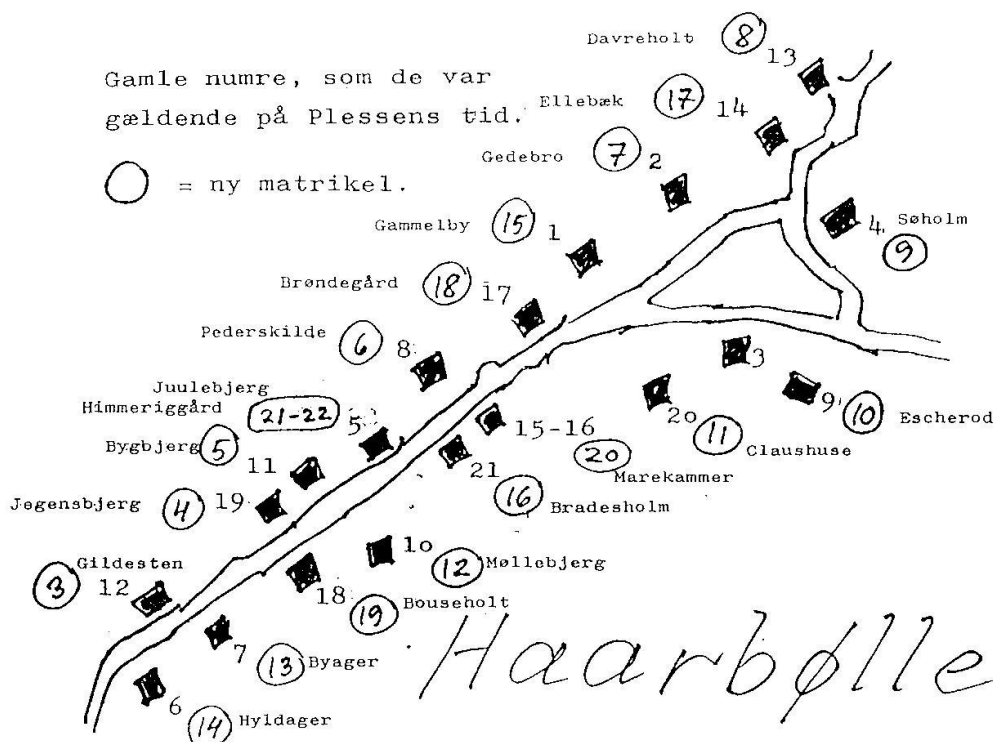 Davreholt 8
13
Gamle numre, som de var
gældende på Plessens tid.
Ellebæk 17
14
Gedebro 7
2
= ny matrikel.
4 Søholm
9
Gammelby 15
1
Brøndegård 18
17
Pederskilde 6
8
3
9 10 Escherod
20 11 Claushuse
Juulebjerg
Himmeriggård 21-22
5
15-16
20
Marekammer
Bygbjerg 5
11
21
16 Bradesholm
Jøgensbjerg 4
19
10
12 Møllebjerg
Gildesten
3 12
18
19 Bouseholt
Haarbølle
7
13 Byager
6
14 Hyldager